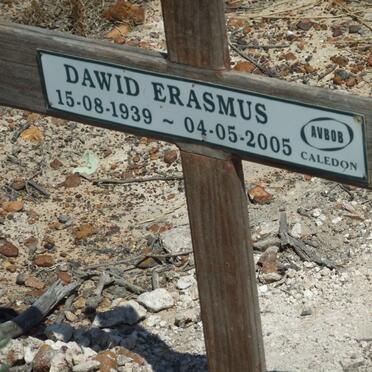 DAWID ERASMUS
15-08-1939 ~ 04-05-2005
AVBOB
CALEDON